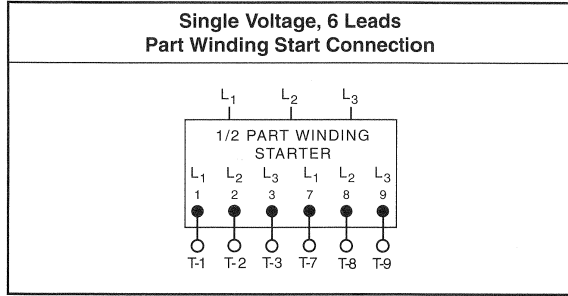 Single Voltage, 6 Leads
Part Winding Start Connection
L1 L2 L3
1/2 PART WINDING
STARTER
L1 L2 L3 L1 L2 L3
1 2 3 7 8 9
T-1 T-2 T-3 T-7 T-8 T-9